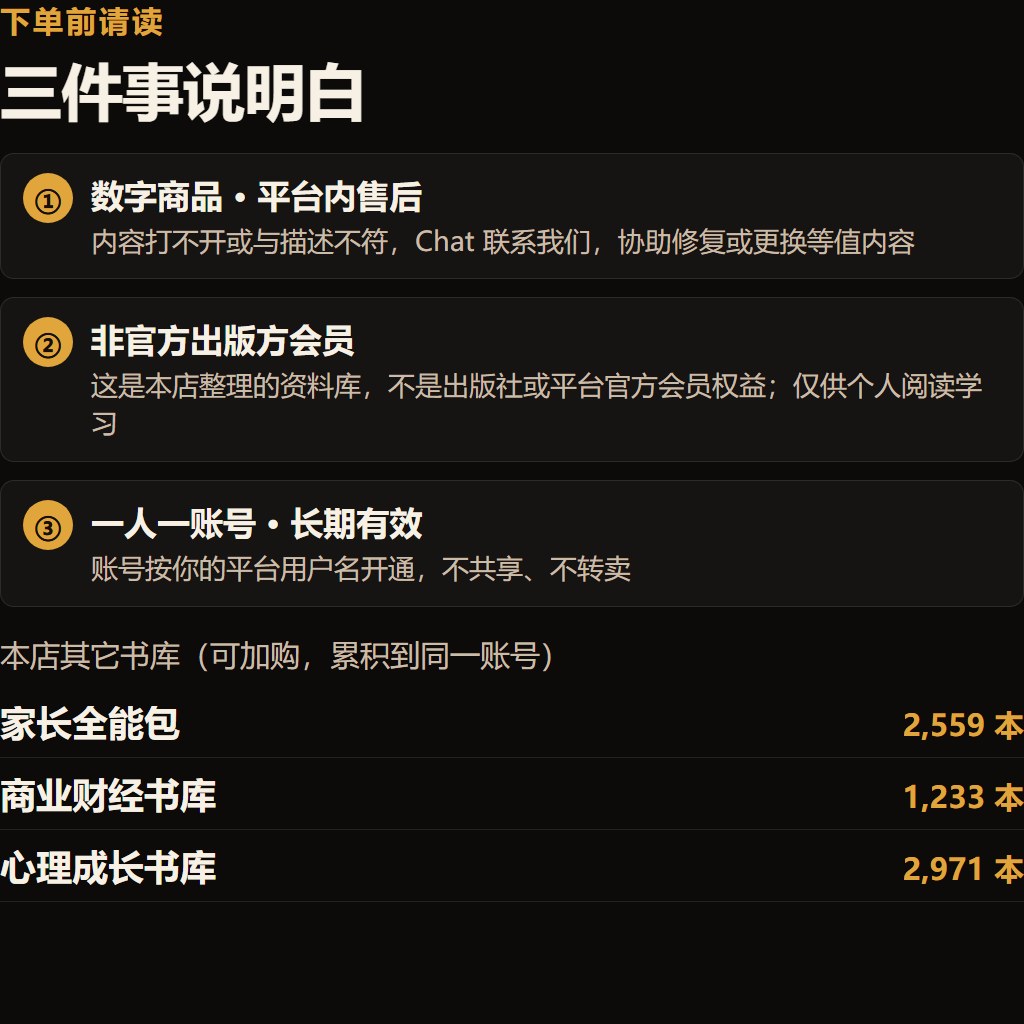 下单前请读
三件事说明白
① 数字商品 · 平台内售后
内容打不开或与描述不符，Chat 联系我们，协助修复或更换等值内容
② 非官方出版方会员
这是本店整理的资料库，不是出版社或平台官方会员权益；仅供个人阅读学
习
③ 一人一账号 · 长期有效
账号按你的平台用户名开通，不共享、不转卖
本店其它书库（可加购，累积到同一账号）
家长全能包 2,559 本
商业财经书库 1,233 本
心理成长书库 2,971 本